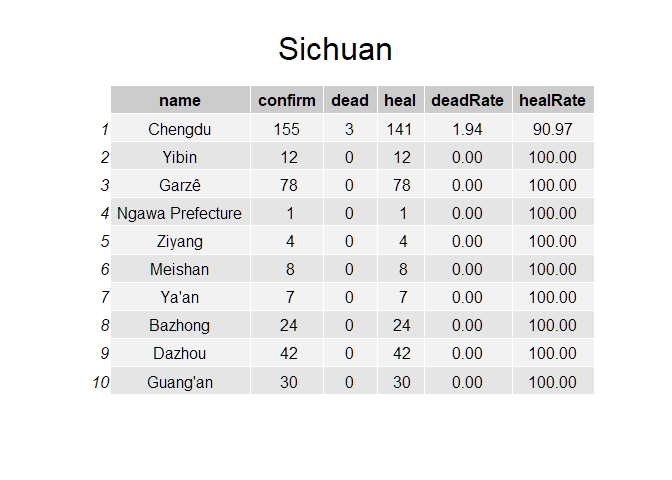 Sichuan
name confirm dead heal deadRate healRate
1 Chengdu 155 3 141 1.94 90.97
2 Yibin 12 0 12 0.00 100.00
3 Garzê 78 0 78 0.00 100.00
4 Ngawa Prefecture 1 0 1 0.00 100.00
5 Ziyang 4 0 4 0.00 100.00
6 Meishan 8 0 8 0.00 100.00
7 Ya'an 7 0 7 0.00 100.00
8 Bazhong 24 0 24 0.00 100.00
9 Dazhou 42 0 42 0.00 100.00
10 Guang'an 30 0 30 0.00 100.00